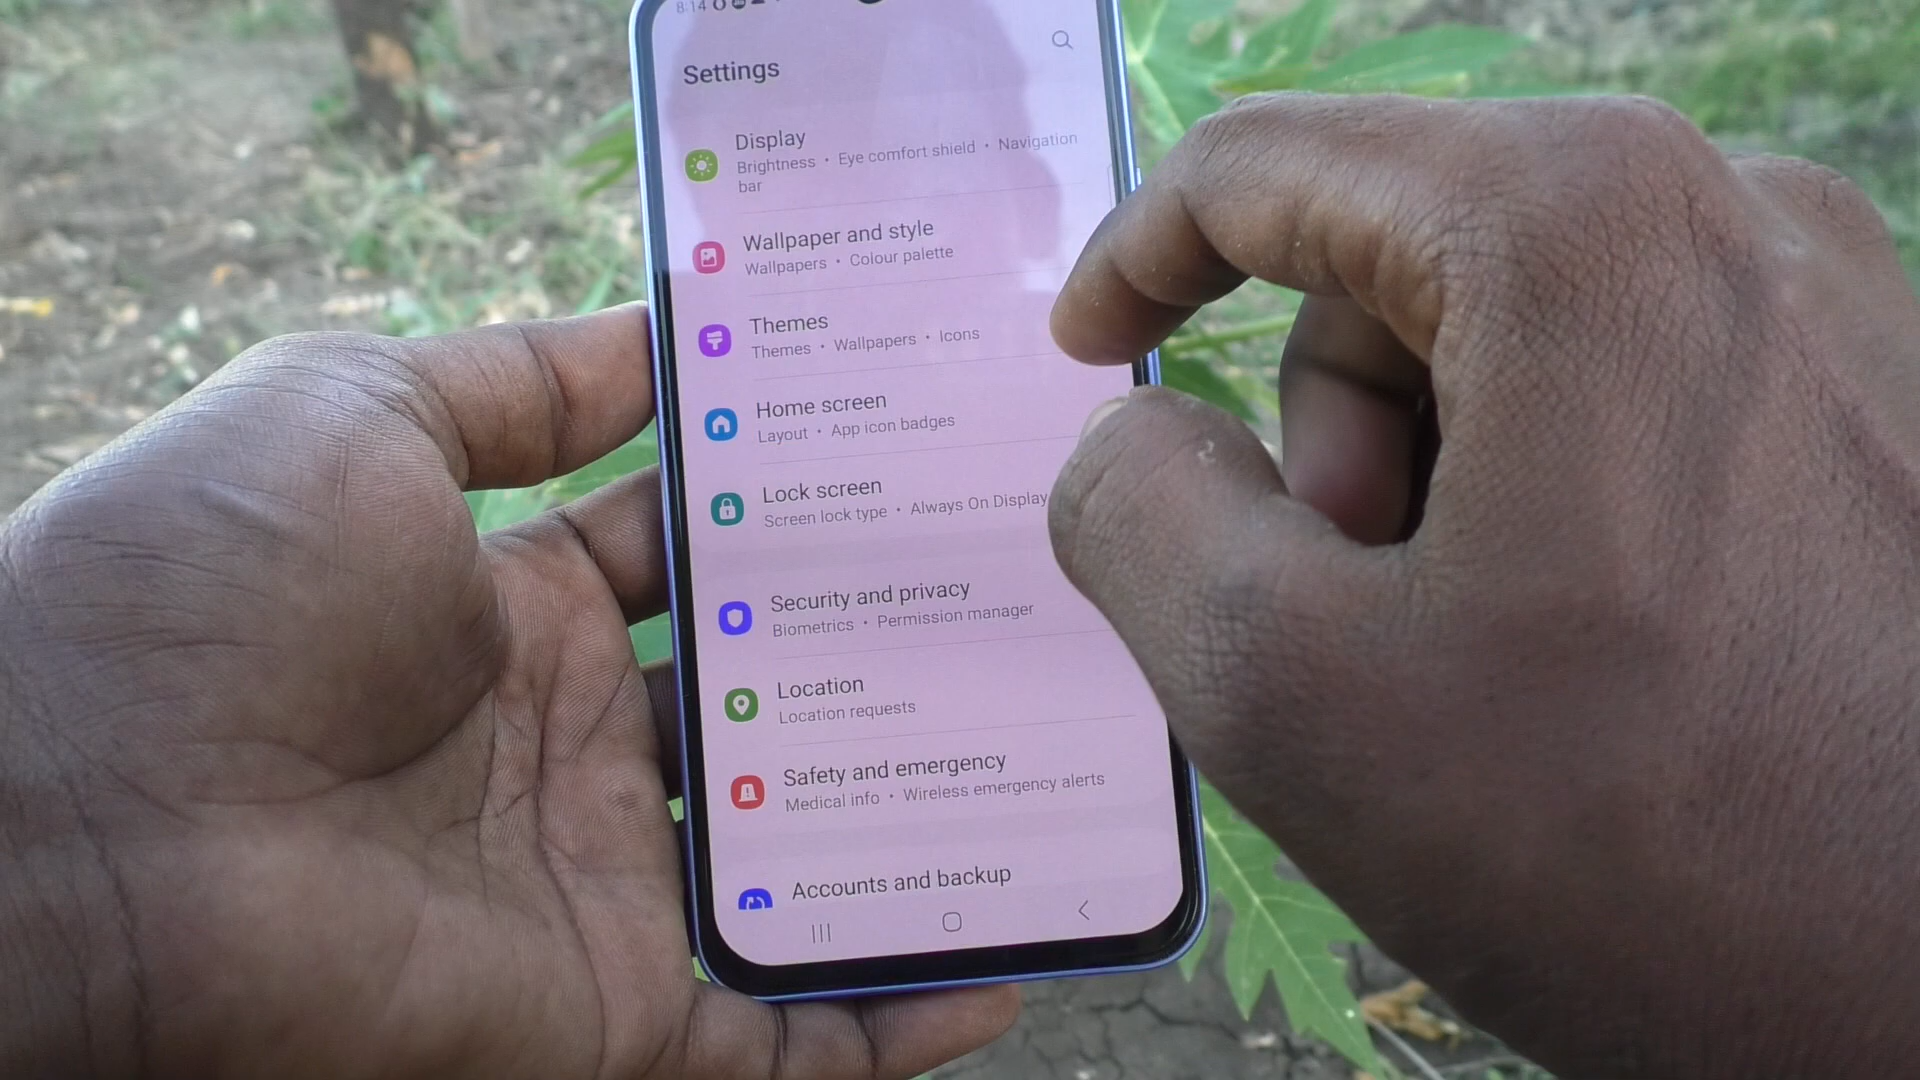 8:14
Settings
Display
Brightness • Eye comfort shield • Navigation
bar
Wallpaper and style
Wallpapers • Colour palette
Themes
Themes • Wallpapers • Icons
Home screen
Layout • App icon badges
Lock screen
Screen lock type • Always On Display
Security and privacy
Biometrics • Permission manager
Location
Location requests
Safety and emergency
Medical info • Wireless emergency alerts
Accounts and backup